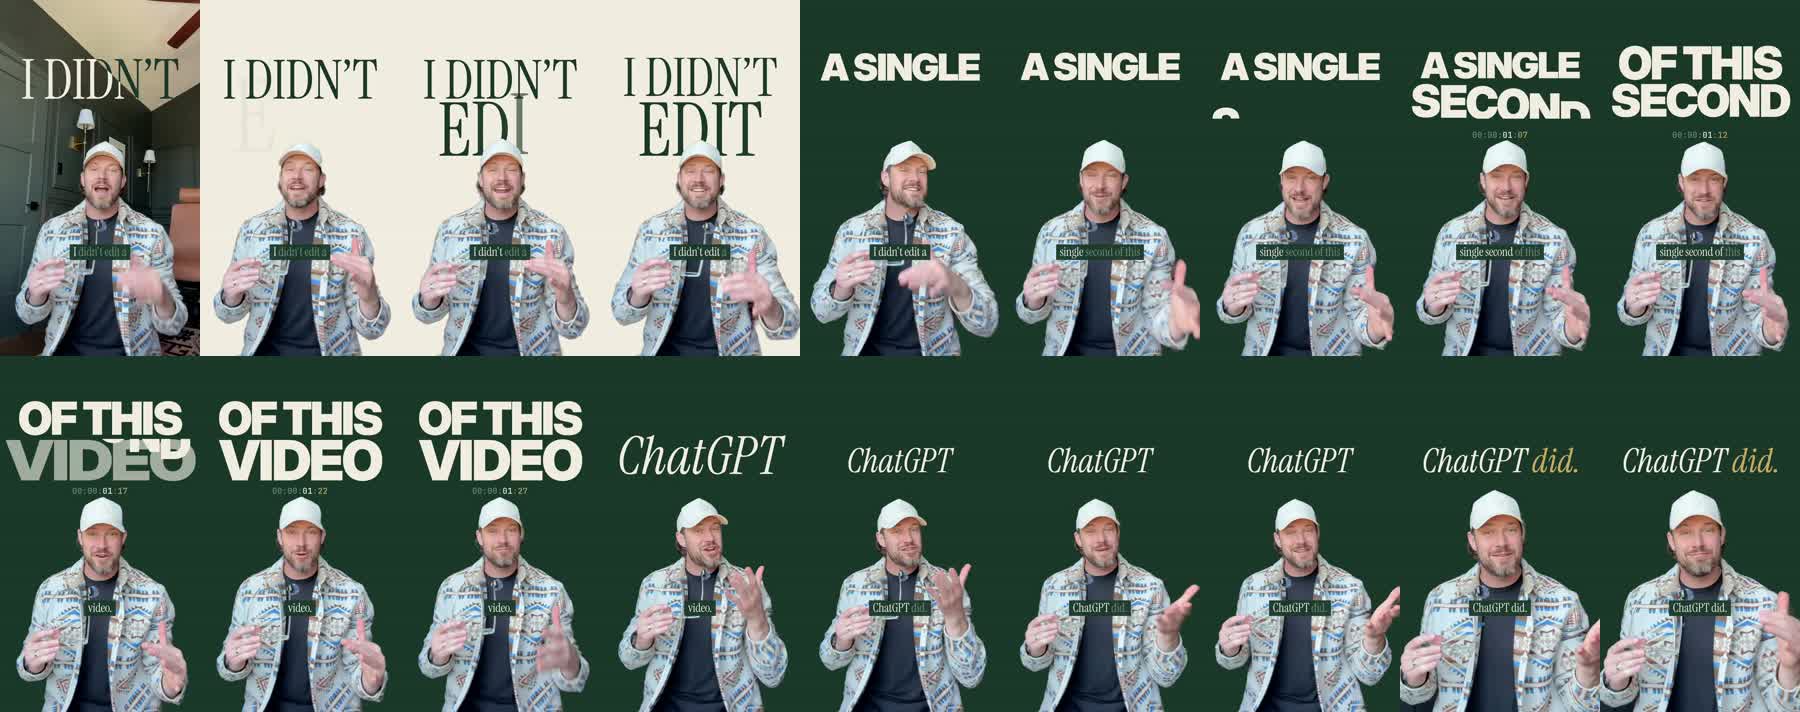 I DIDN'T
I didn't edit a
I DIDN'T
E
I didn't edit a
I DIDN'T
EDI
I didn't edit a
I DIDN'T
EDIT
I didn't edit a
A SINGLE
I didn't edit a
A SINGLE
single second of this
A SINGLE
single second of this
A SINGLE
SECOND
00:00:01:07
single second of this
OF THIS
SECOND
00:00:01:12
single second of this
OF THIS
VIDEO
00:00:01:17
video.
OF THIS
VIDEO
00:00:01:22
video.
OF THIS
VIDEO
00:00:01:27
video.
ChatGPT
video.
ChatGPT
ChatGPT did.
ChatGPT
ChatGPT did.
ChatGPT
ChatGPT did.
ChatGPT did.
ChatGPT did.
ChatGPT did.
ChatGPT did.